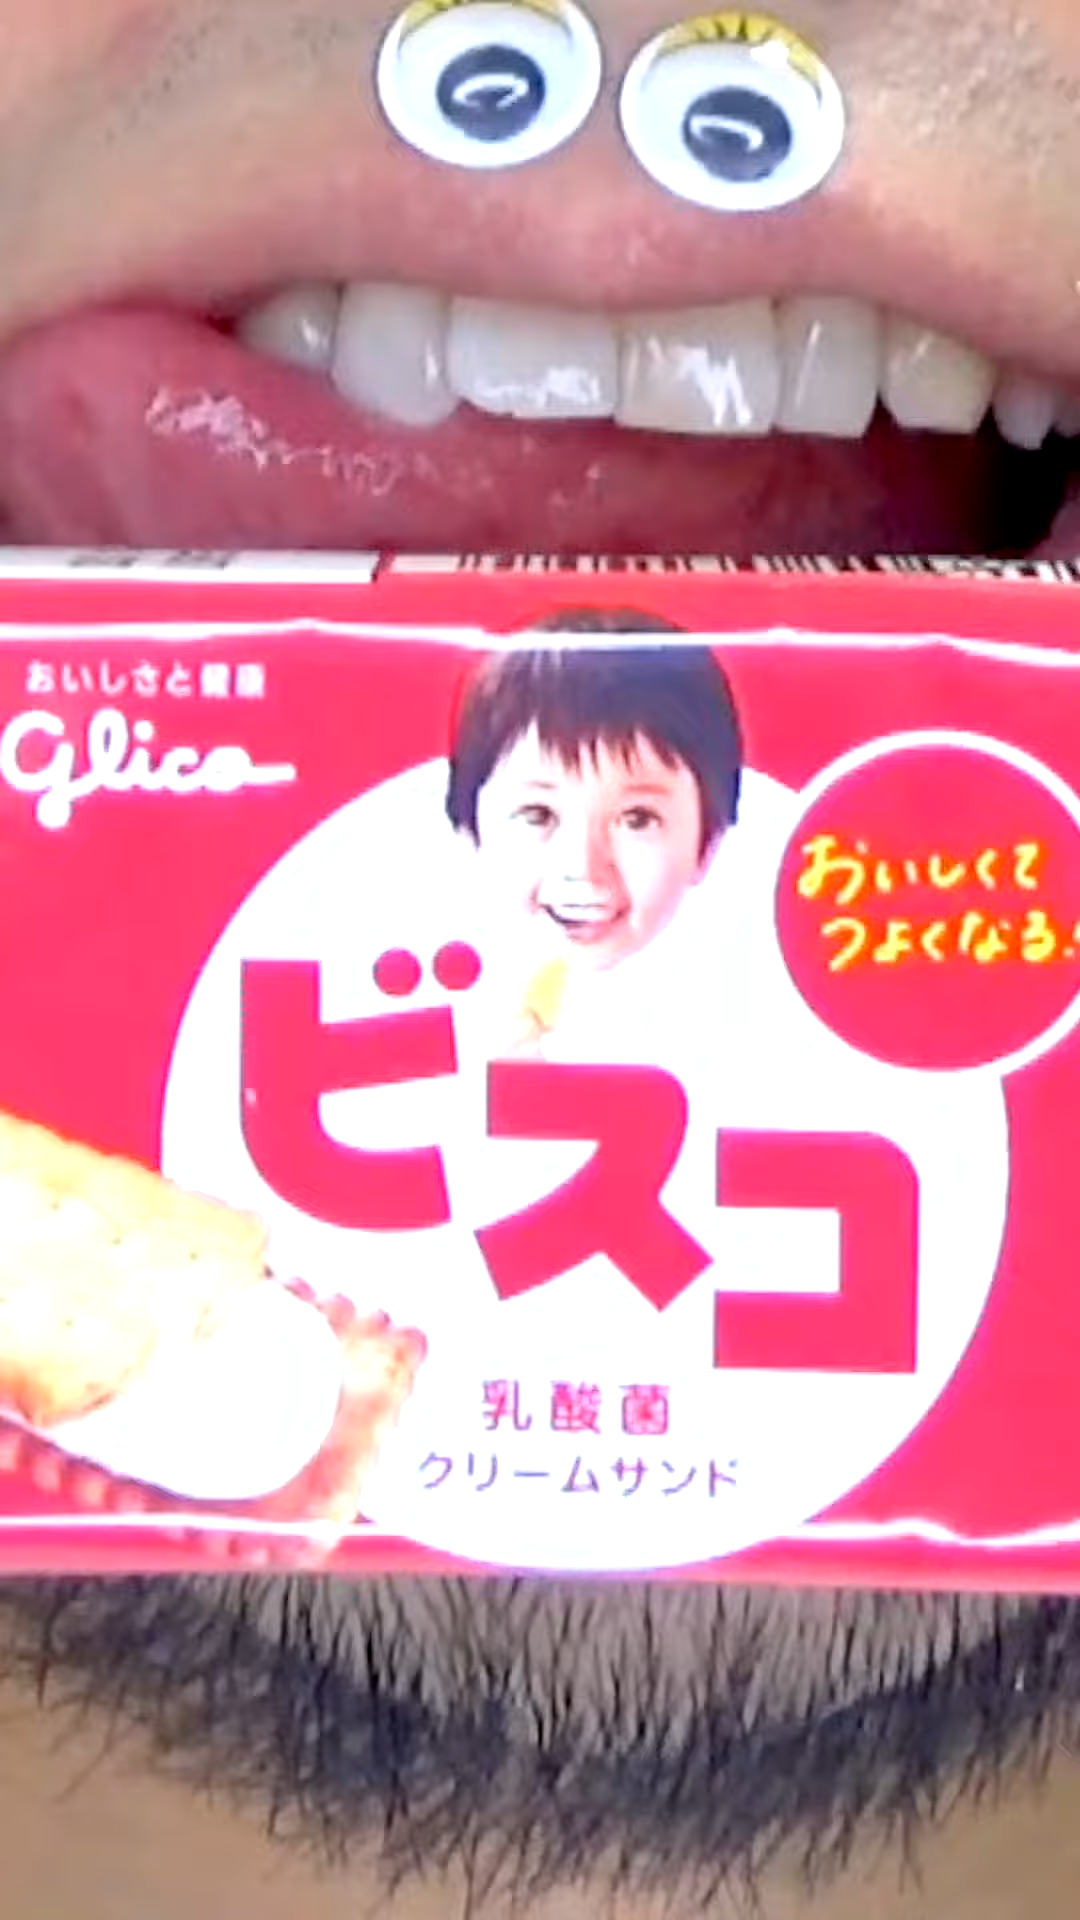 おいしさと健康
glico
おいしくて
つよくなる!
ビスコ
乳酸菌
クリームサンド